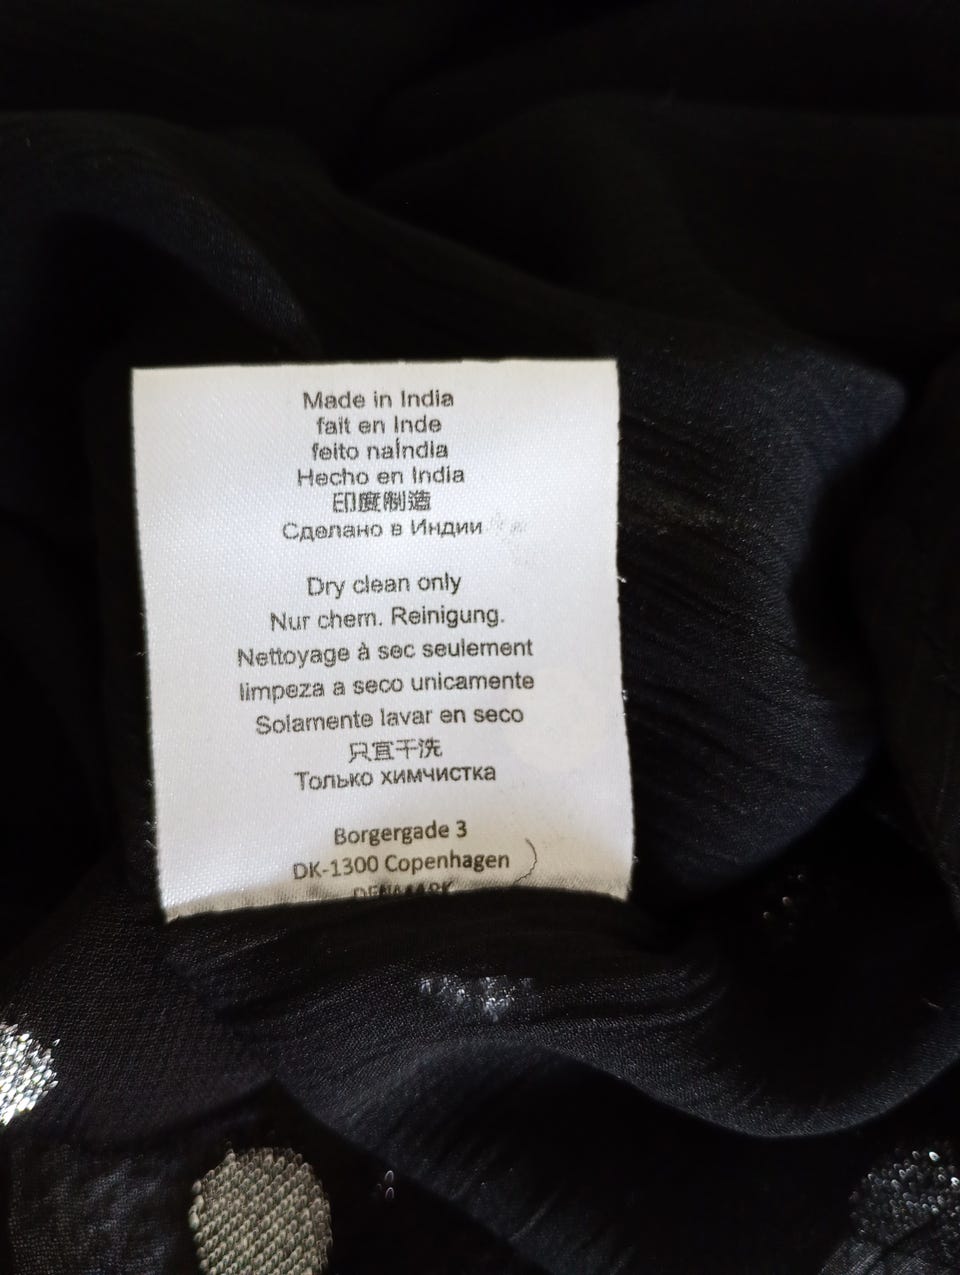 Made in India
fait en Inde
feito naÍndia
Hecho en India
印度制造
Сделано в Индии
Dry clean only
Nur chem. Reinigung.
Nettoyage à sec seulement
limpeza a seco unicamente
Solamente lavar en seco
只宜干洗
Только химчистка
Borgergade 3
DK-1300 Copenhagen
DENMARK